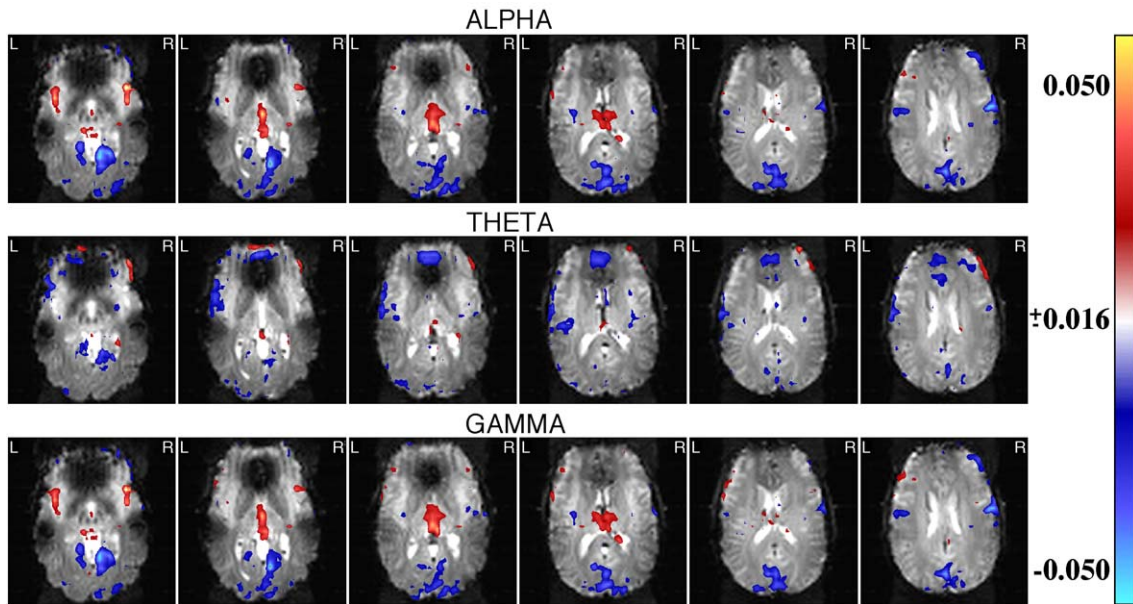 ALPHA
L R L R L R L R L R L R
0.050
THETA
L R L R L R L R L R L R
±0.016
GAMMA
L R L R L R L R L R L R
-0.050